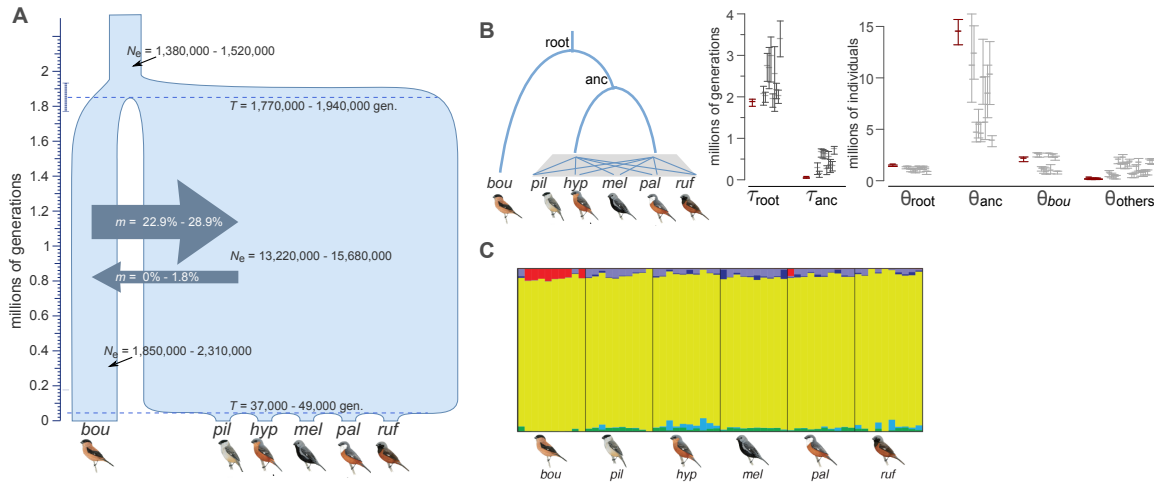 A
Nₑ = 1,380,000 - 1,520,000
T = 1,770,000 - 1,940,000 gen.
m = 22.9% - 28.9%
Nₑ = 13,220,000 - 15,680,000
m = 0% - 1.8%
Nₑ = 1,850,000 - 2,310,000
T = 37,000 - 49,000 gen.
millions of generations
2
1.8
1.6
1.4
1.2
1
0.8
0.6
0.4
0.2
0
bou pil hyp mel pal ruf
B
root
anc
bou pil hyp mel pal ruf
millions of generations
4
3
2
1
0
τroot τanc
millions of individuals
15
10
5
0
θroot θanc θbou θothers
C
bou pil hyp mel pal ruf